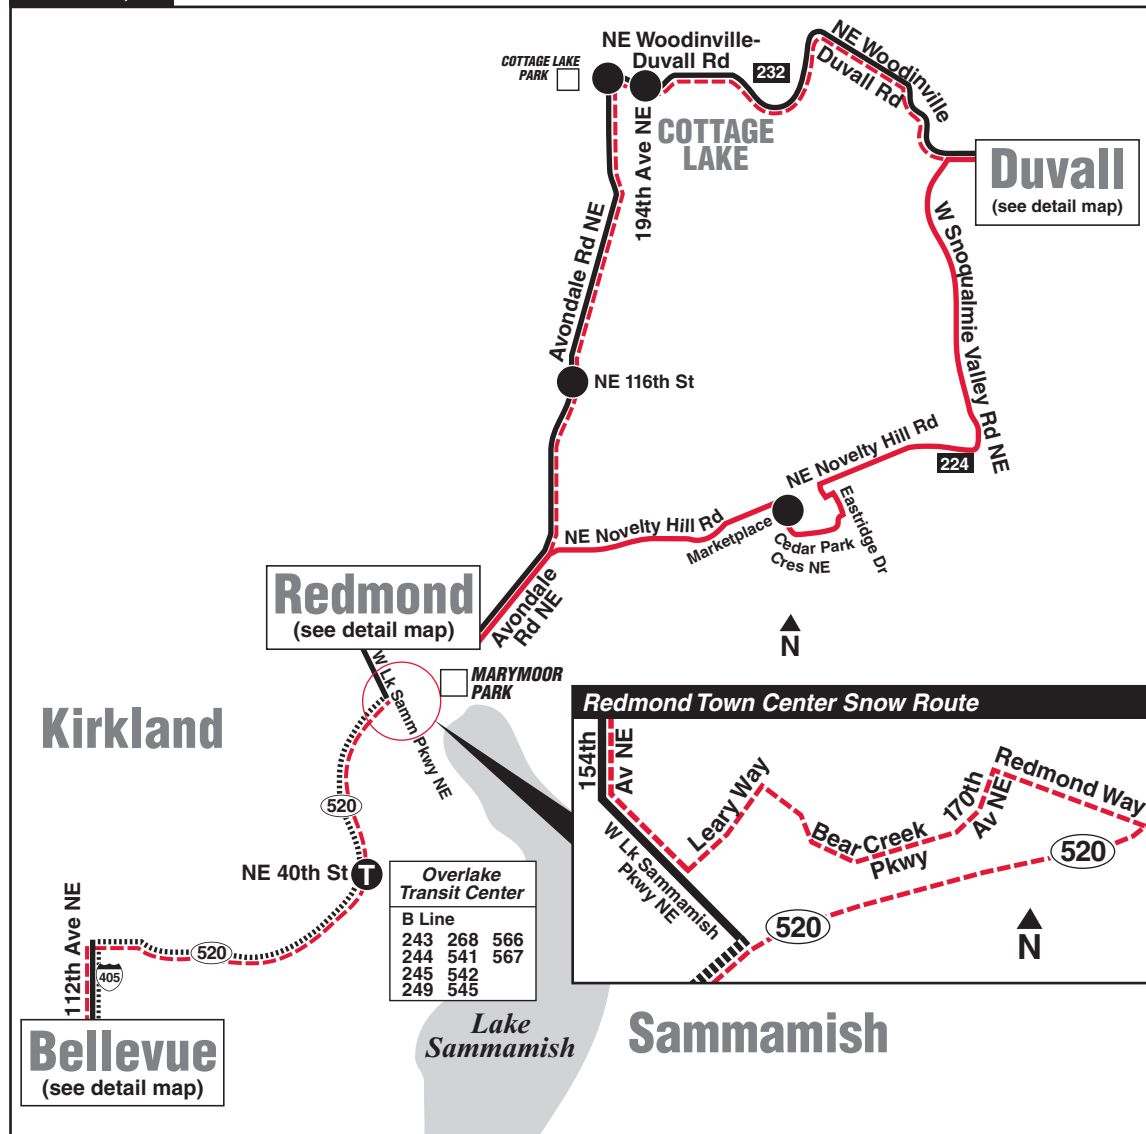 NE Woodinville-
Duvall Rd
COTTAGE LAKE
PARK
232
NE Woodinville
Duvall Rd
COTTAGE
LAKE
194th Ave NE
Duvall
(see detail map)
Avondale Rd NE
W Snoqualmie Valley Rd NE
NE 116th St
NE Novelty Hill Rd
224
NE Novelty Hill Rd
Marketplace
Cedar Park
Cres NE
Eastridge Dr
Redmond
(see detail map)
Avondale
Rd NE
N
W Lk Samm Pkwy NE
MARYMOOR
PARK
Kirkland
Redmond Town Center Snow Route
154th
Av NE
Leary Way
Bear Creek
Pkwy
170th
Av NE
Redmond Way
W Lk Sammamish
Pkwy NE
520
520
N
520
NE 40th St
T
Overlake
Transit Center
B Line
243 268 566
244 541 567
245 542
249 545
112th Ave NE
405
520
Bellevue
(see detail map)
Lake
Sammamish
Sammamish